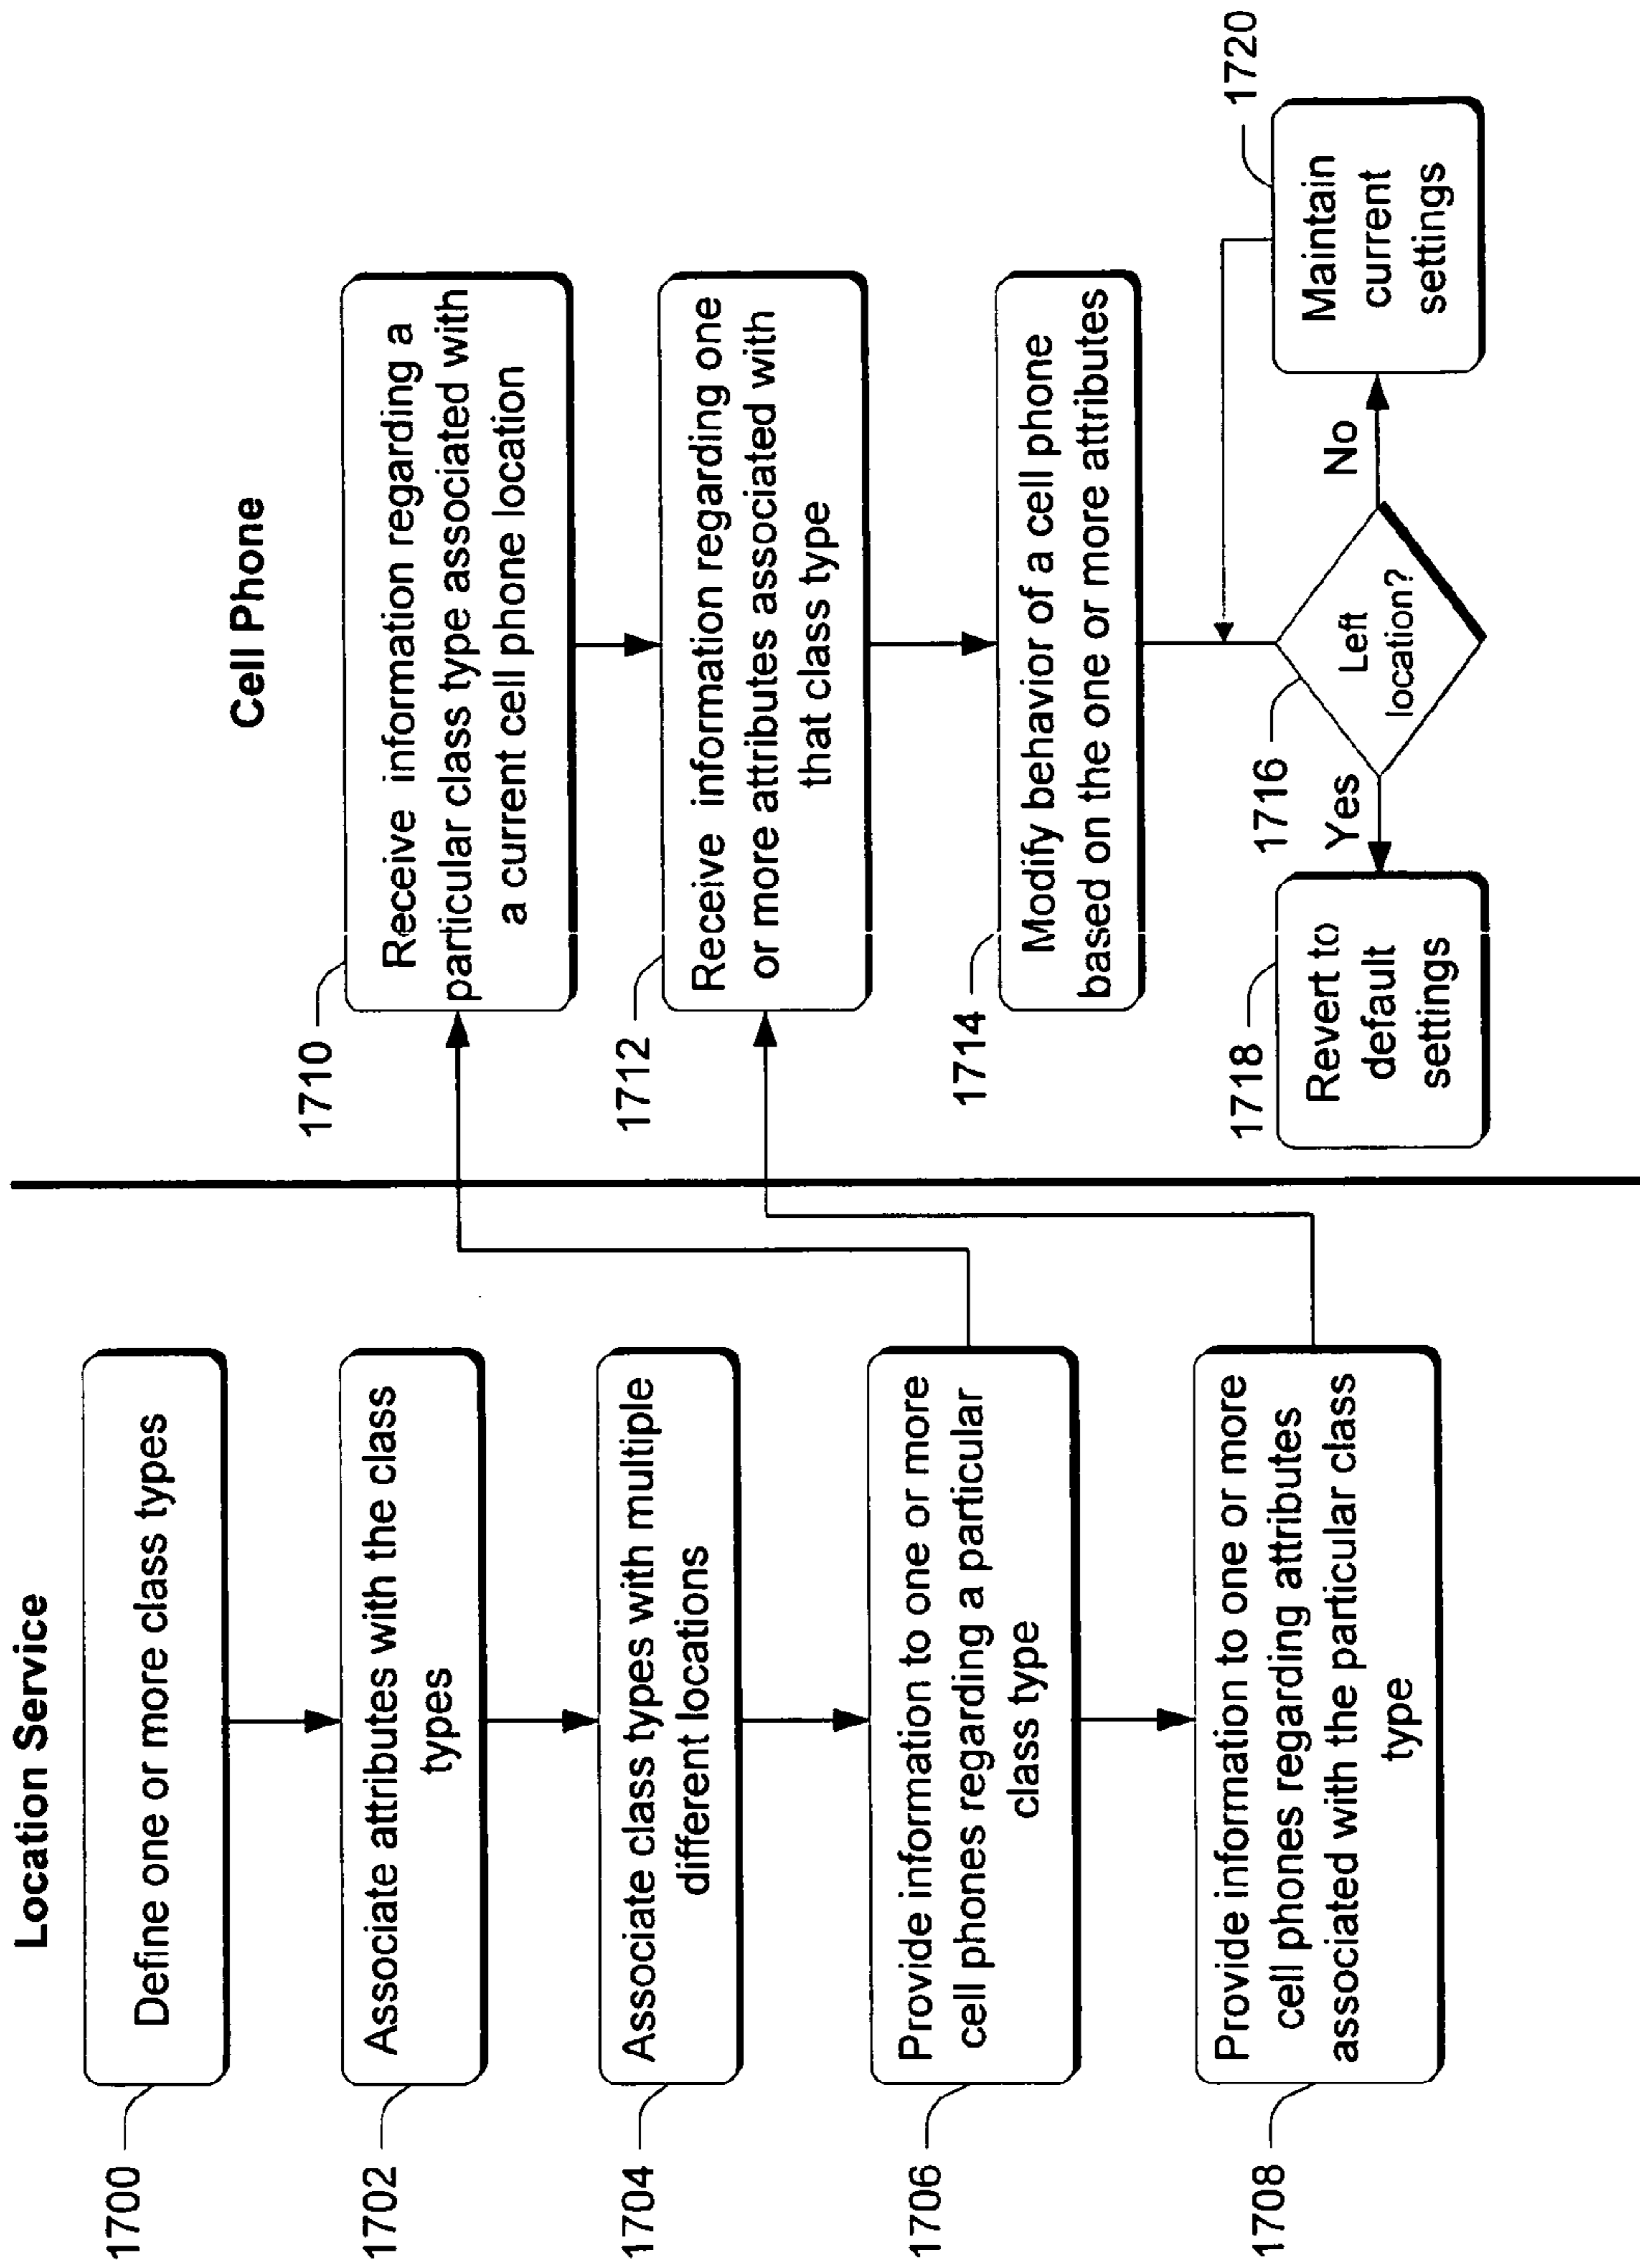 Location Service
1700
Define one or more class types
1702
Associate attributes with the class
types
1704
Associate class types with multiple
different locations
1706
Provide information to one or more
cell phones regarding a particular
class type
1708
Provide information to one or more
cell phones regarding attributes
associated with the particular class
type
Cell Phone
1710
Receive information regarding a
particular class type associated with
a current cell phone location
1712
Receive information regarding one
or more attributes associated with
that class type
1714
Modify behavior of a cell phone
based on the one or more attributes
1716
Left
location?
Yes
No
1718
Revert to
default
settings
1720
Maintain
current
settings